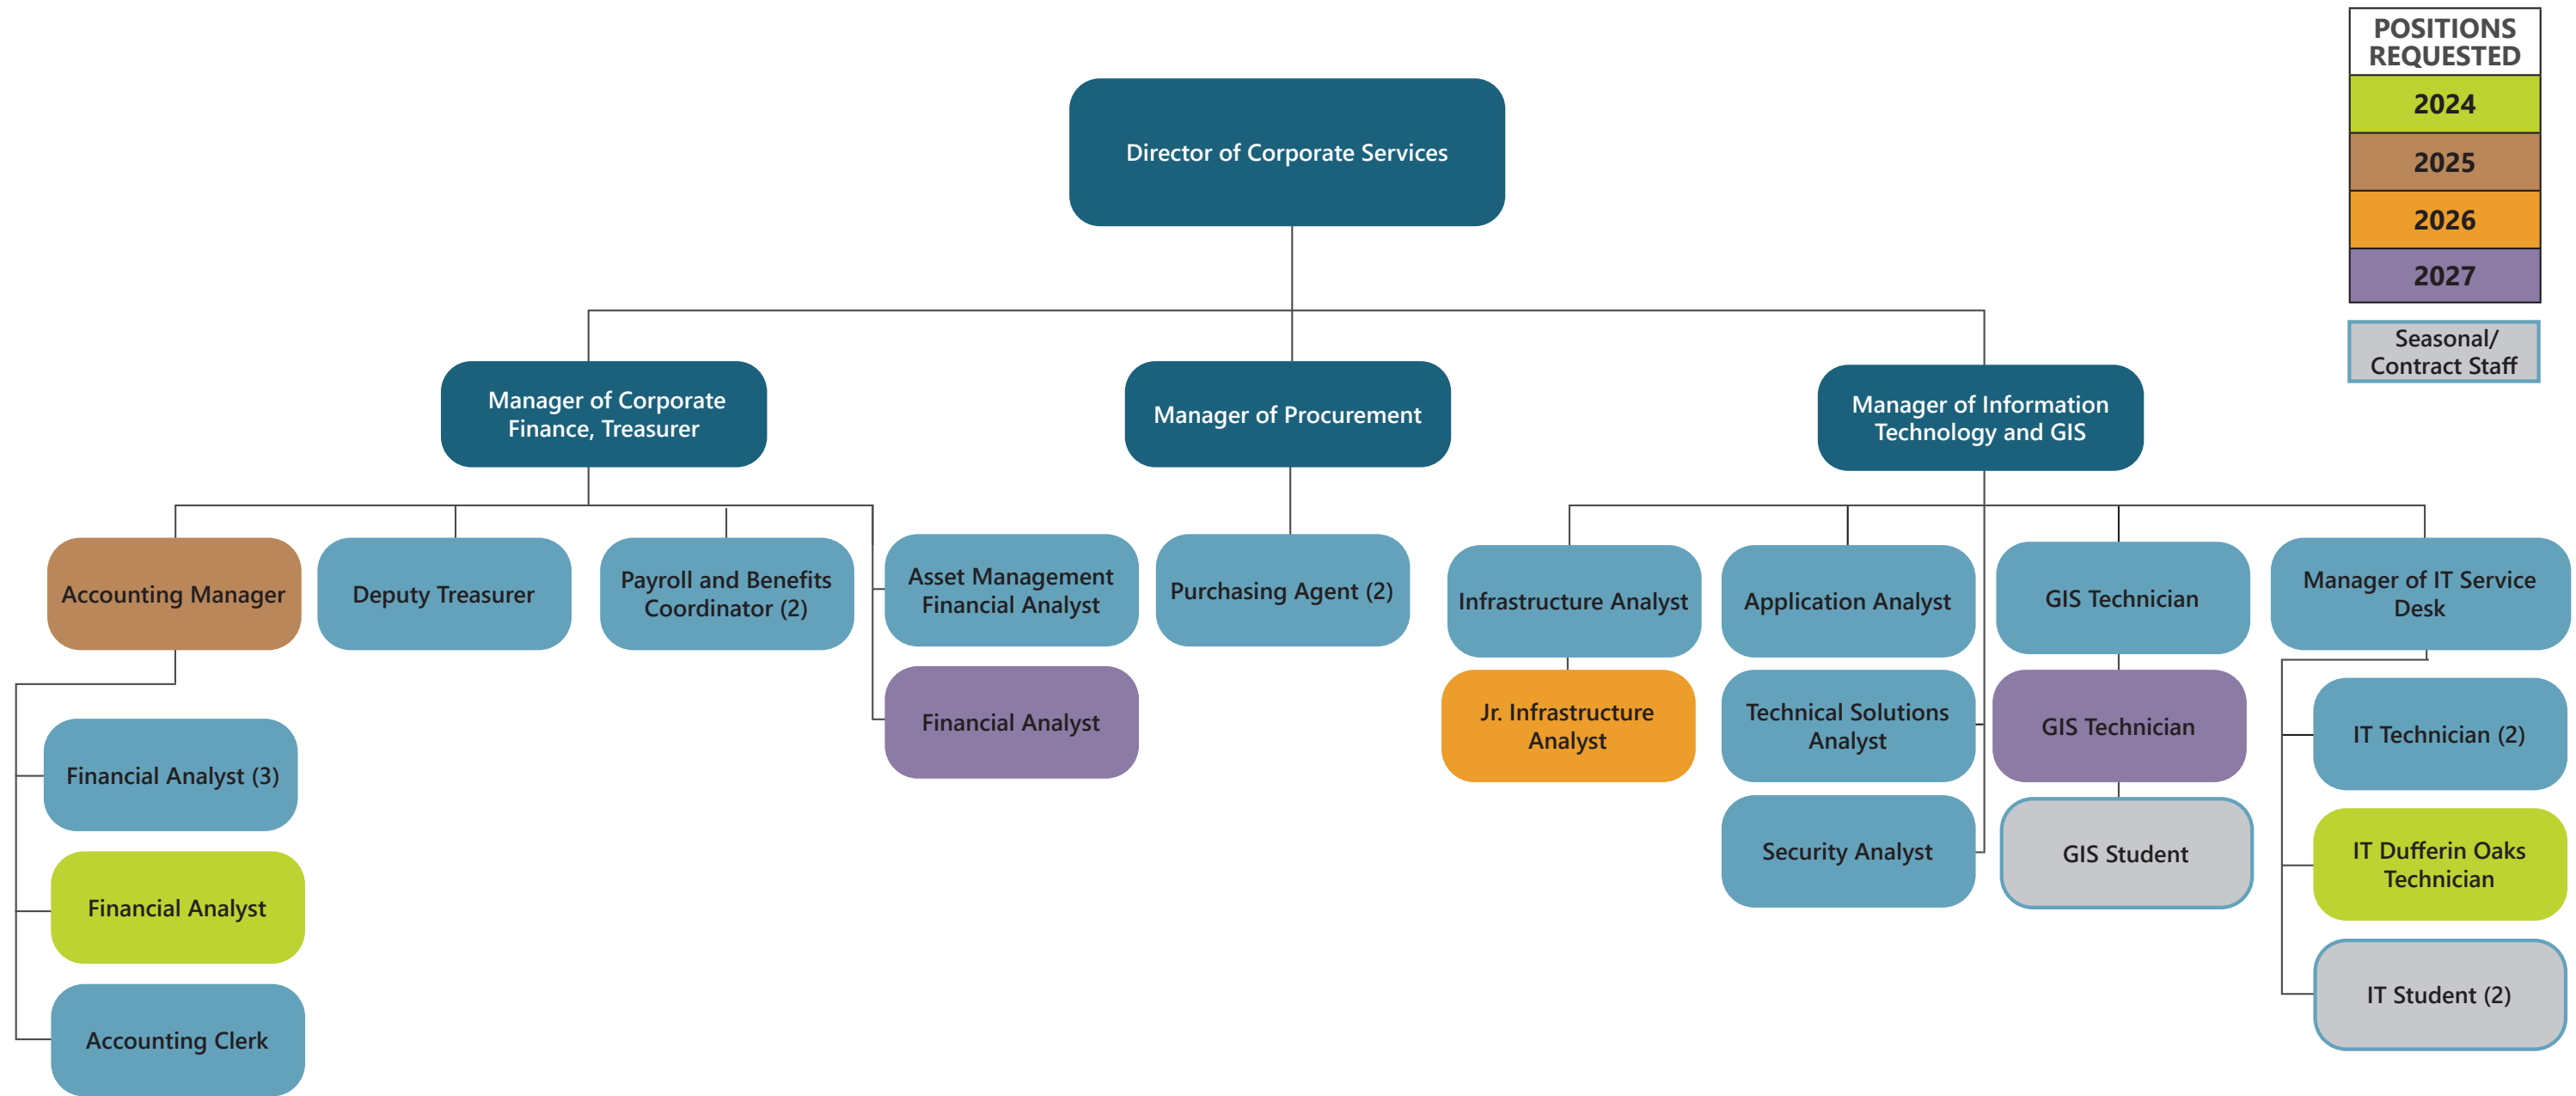 POSITIONS
REQUESTED
2024
2025
2026
2027
Seasonal/
Contract Staff
Director of Corporate Services
Manager of Corporate
Finance, Treasurer
Manager of Procurement
Manager of Information
Technology and GIS
Accounting Manager
Deputy Treasurer
Payroll and Benefits
Coordinator (2)
Asset Management
Financial Analyst
Purchasing Agent (2)
Infrastructure Analyst
Application Analyst
GIS Technician
Manager of IT Service
Desk
Financial Analyst
Jr. Infrastructure
Analyst
Technical Solutions
Analyst
GIS Technician
IT Technician (2)
Financial Analyst (3)
Security Analyst
GIS Student
IT Dufferin Oaks
Technician
Financial Analyst
IT Student (2)
Accounting Clerk